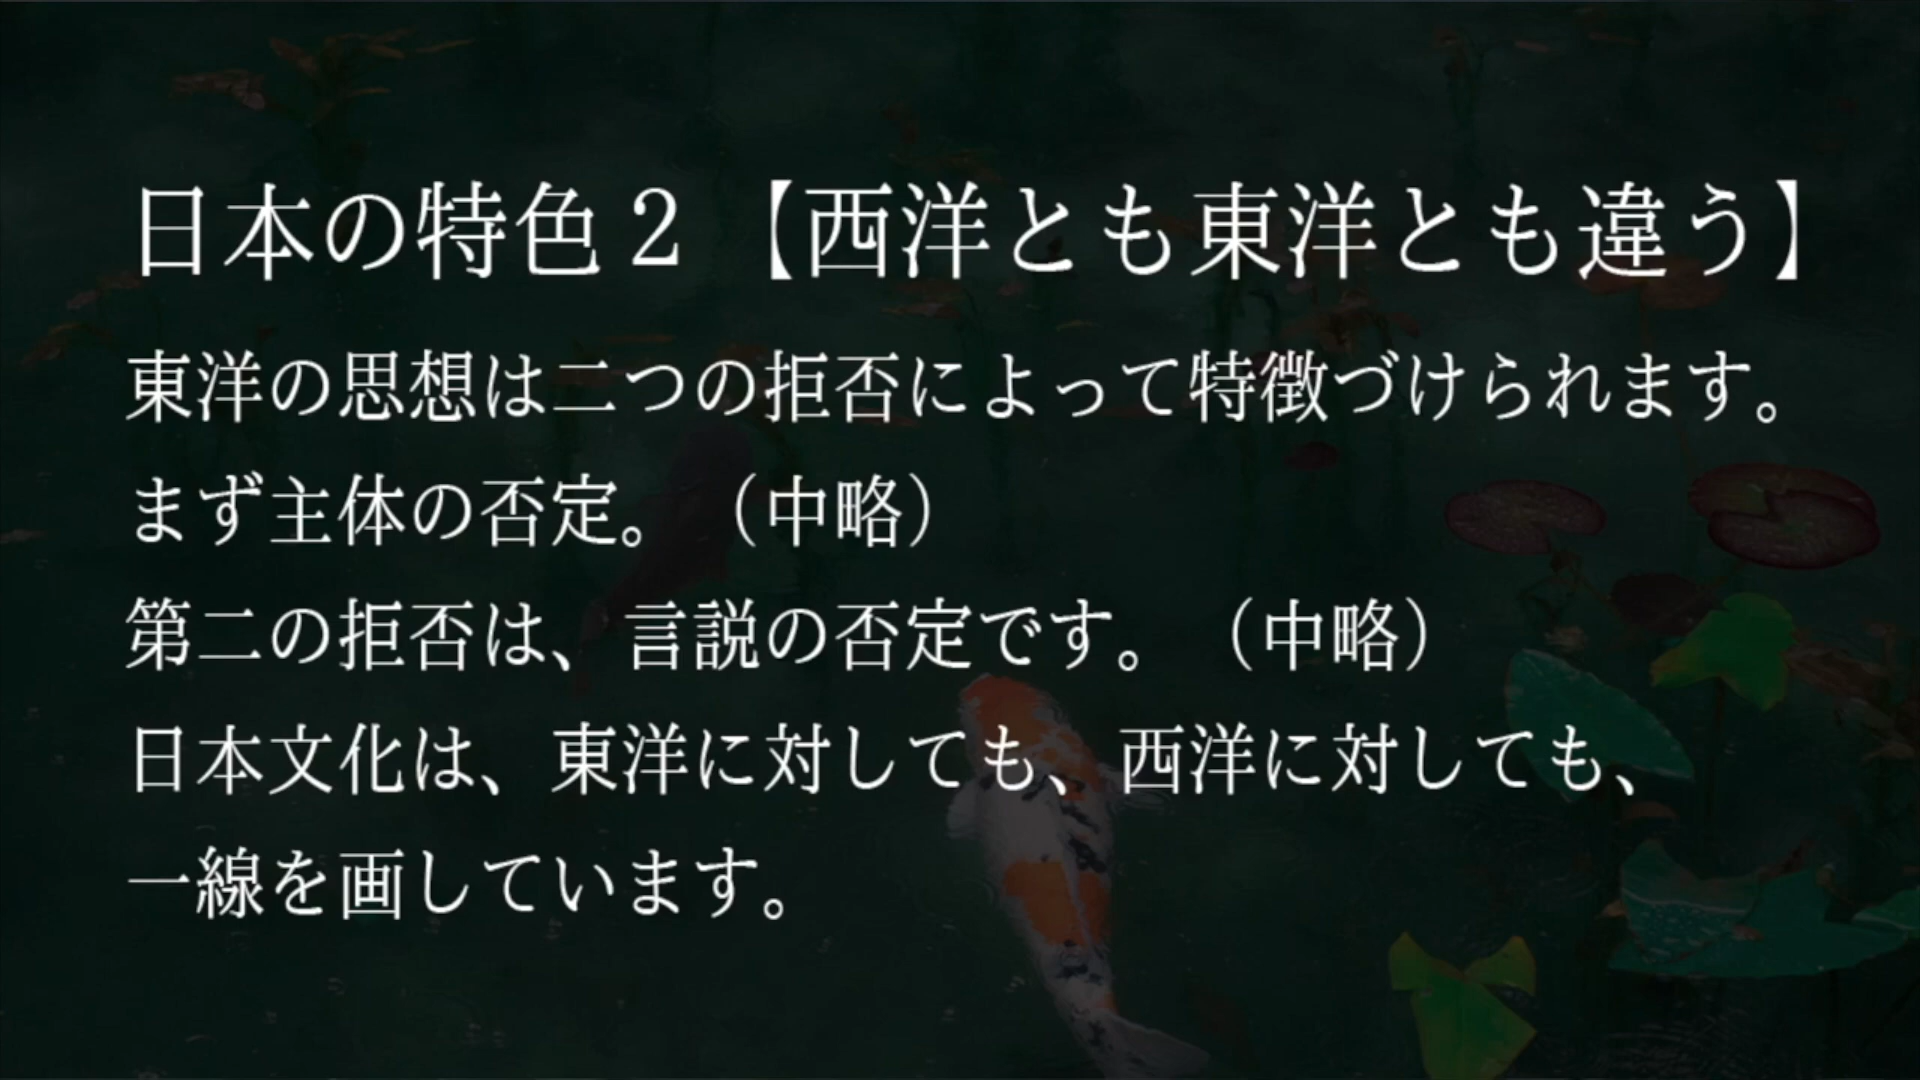 日本の特色２【西洋とも東洋とも違う】
東洋の思想は二つの拒否によって特徴づけられます。
まず主体の否定。（中略）
第二の拒否は、言説の否定です。（中略）
日本文化は、東洋に対しても、西洋に対しても、
一線を画しています。